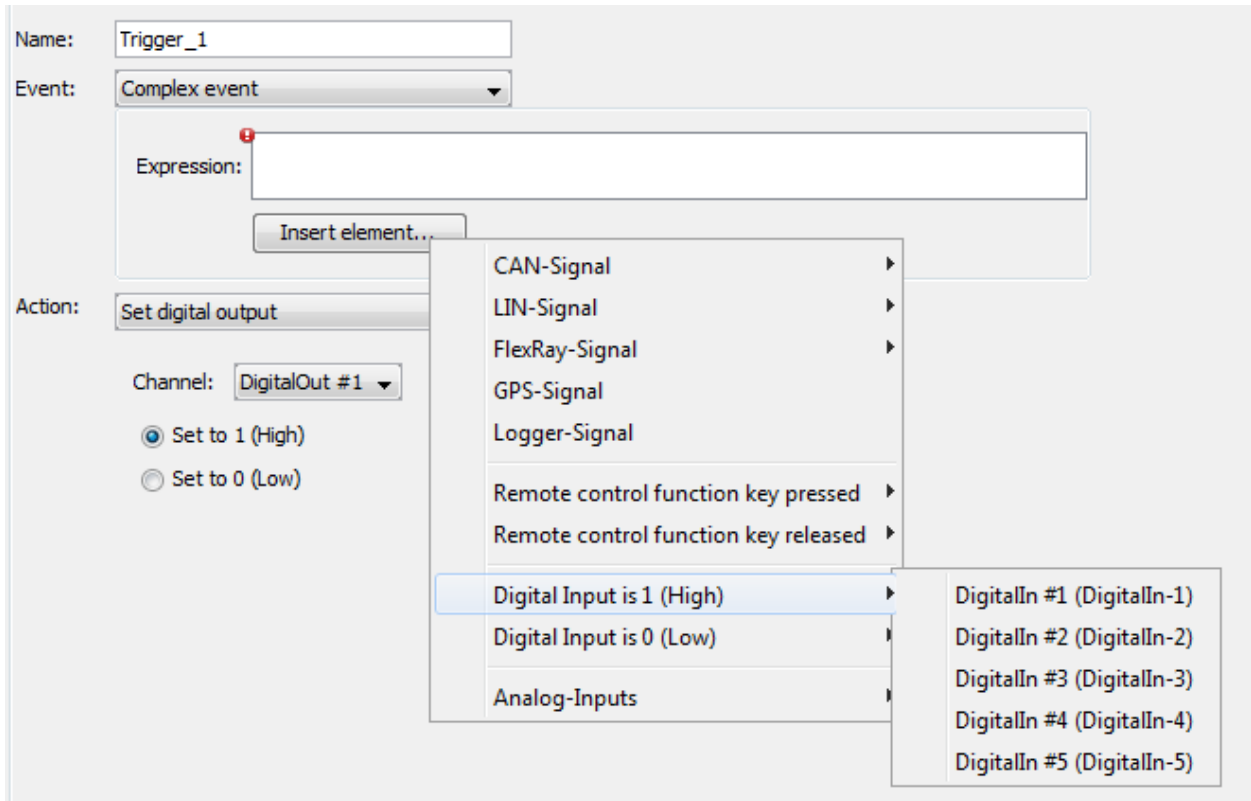 Name: Trigger_1
Event: Complex event
Expression:
Insert element...
CAN-Signal
LIN-Signal
FlexRay-Signal
GPS-Signal
Logger-Signal
Remote control function key pressed
Remote control function key released
Digital Input is 1 (High)
Digital Input is 0 (Low)
Analog-Inputs
DigitalIn #1 (DigitalIn-1)
DigitalIn #2 (DigitalIn-2)
DigitalIn #3 (DigitalIn-3)
DigitalIn #4 (DigitalIn-4)
DigitalIn #5 (DigitalIn-5)
Action: Set digital output
Channel: DigitalOut #1
Set to 1 (High)
Set to 0 (Low)